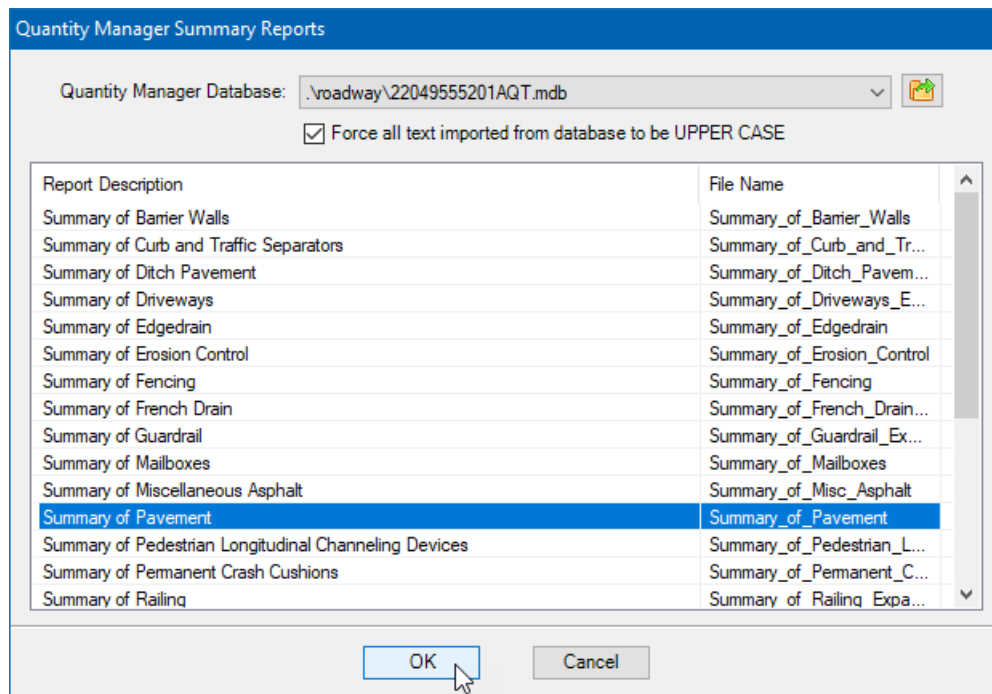 Quantity Manager Summary Reports
Quantity Manager Database: .\roadway\22049555201AQT.mdb
Force all text imported from database to be UPPER CASE
Report Description File Name
Summary of Barrier Walls Summary_of_Barrier_Walls
Summary of Curb and Traffic Separators Summary_of_Curb_and_Tr...
Summary of Ditch Pavement Summary_of_Ditch_Pavem...
Summary of Driveways Summary_of_Driveways_E...
Summary of Edgedrain Summary_of_Edgedrain
Summary of Erosion Control Summary_of_Erosion_Control
Summary of Fencing Summary_of_Fencing
Summary of French Drain Summary_of_French_Drain...
Summary of Guardrail Summary_of_Guardrail_Ex...
Summary of Mailboxes Summary_of_Mailboxes
Summary of Miscellaneous Asphalt Summary_of_Misc_Asphalt
Summary of Pavement Summary_of_Pavement
Summary of Pedestrian Longitudinal Channeling Devices Summary_of_Pedestrian_L...
Summary of Permanent Crash Cushions Summary_of_Permanent_C...
Summary of Railing Summary_of_Railing_Expa...
OK Cancel